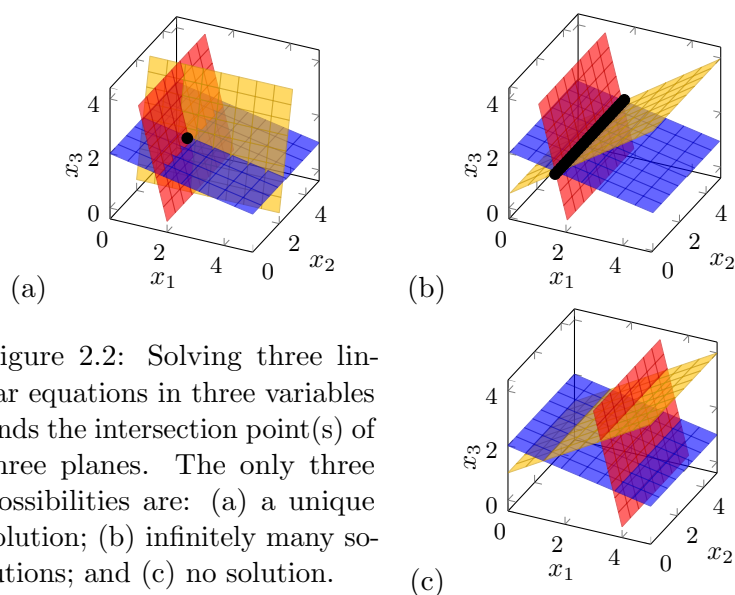 4
2
0
x3
0
2
4
x1
0
2
4
x2
(a)
4
2
0
x3
0
2
4
x1
0
2
4
x2
(b)
igure 2.2: Solving three lin-
ar equations in three variables
nds the intersection point(s) of
hree planes. The only three
ossibilities are: (a) a unique
olution; (b) infinitely many so-
utions; and (c) no solution.
4
2
0
x3
0
2
4
x1
0
2
4
x2
(c)